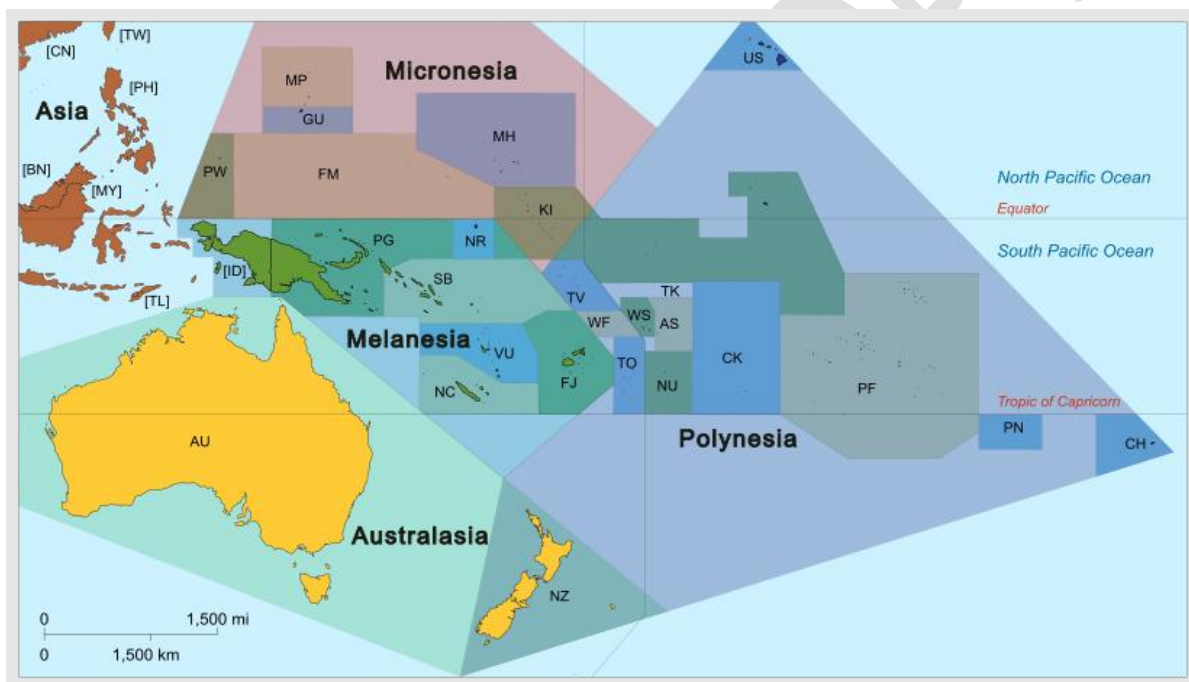 [TW]
[CN]
US
Micronesia
MP
[PH]
Asia
GU
MH
[BN]
PW
FM
North Pacific Ocean
[MY]
KI
Equator
PG
NR
South Pacific Ocean
[ID]
SB
TK
[TL]
TV
WS
WF
AS
Melanesia
VU
CK
TO
FJ
NU
PF
NC
Tropic of Capricorn
PN
AU
Polynesia
CH
Australasia
NZ
0 1,500 mi
0 1,500 km